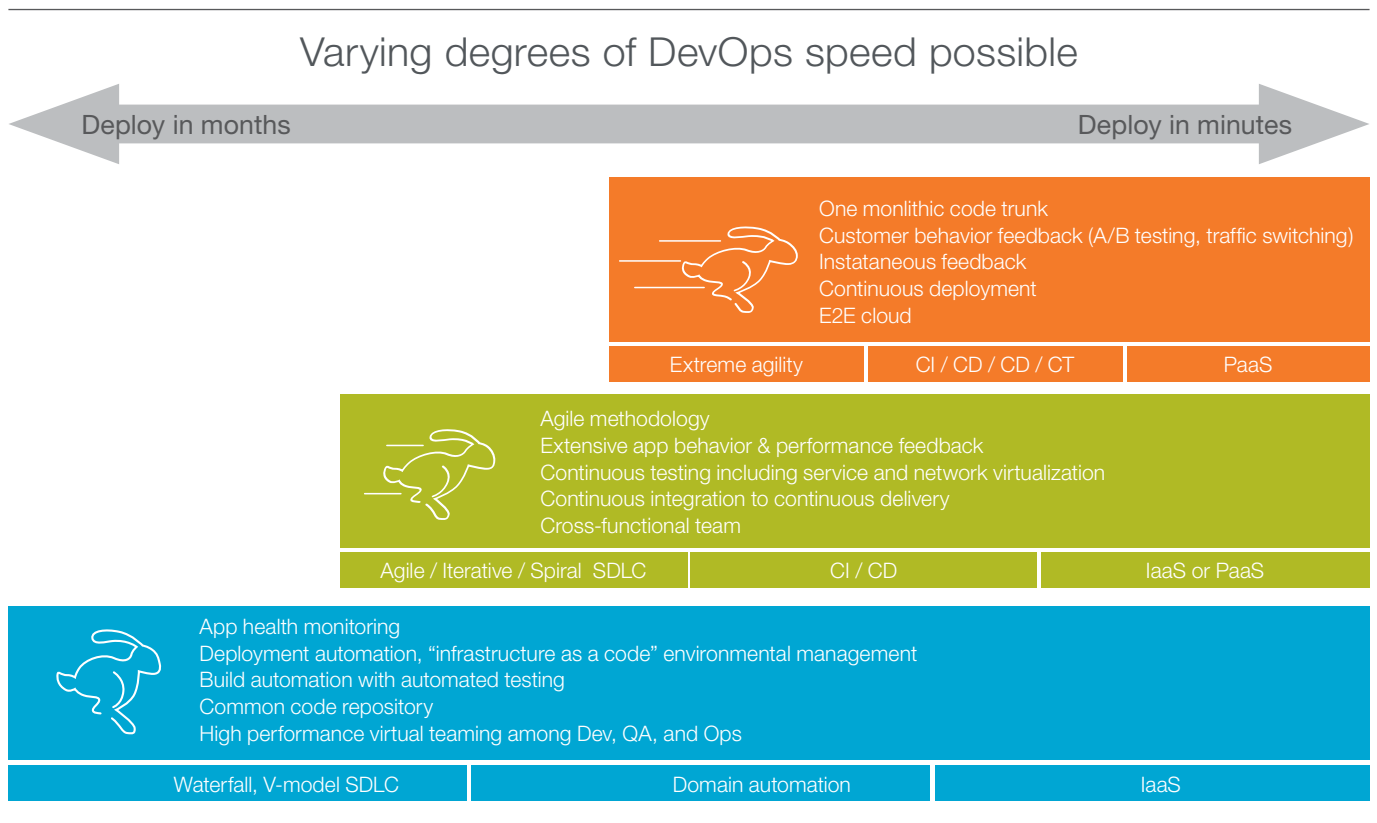 Varying degrees of DevOps speed possible
Deploy in months
Deploy in minutes
One monlithic code trunk
Customer behavior feedback (A/B testing, traffic switching)
Instataneous feedback
Continuous deployment
E2E cloud
Extreme agility
CI / CD / CD / CT
PaaS
Agile methodology
Extensive app behavior & performance feedback
Continuous testing including service and network virtualization
Continuous integration to continuous delivery
Cross-functional team
Agile / Iterative / Spiral SDLC
CI / CD
IaaS or PaaS
App health monitoring
Deployment automation, “infrastructure as a code” environmental management
Build automation with automated testing
Common code repository
High performance virtual teaming among Dev, QA, and Ops
Waterfall, V-model SDLC
Domain automation
IaaS